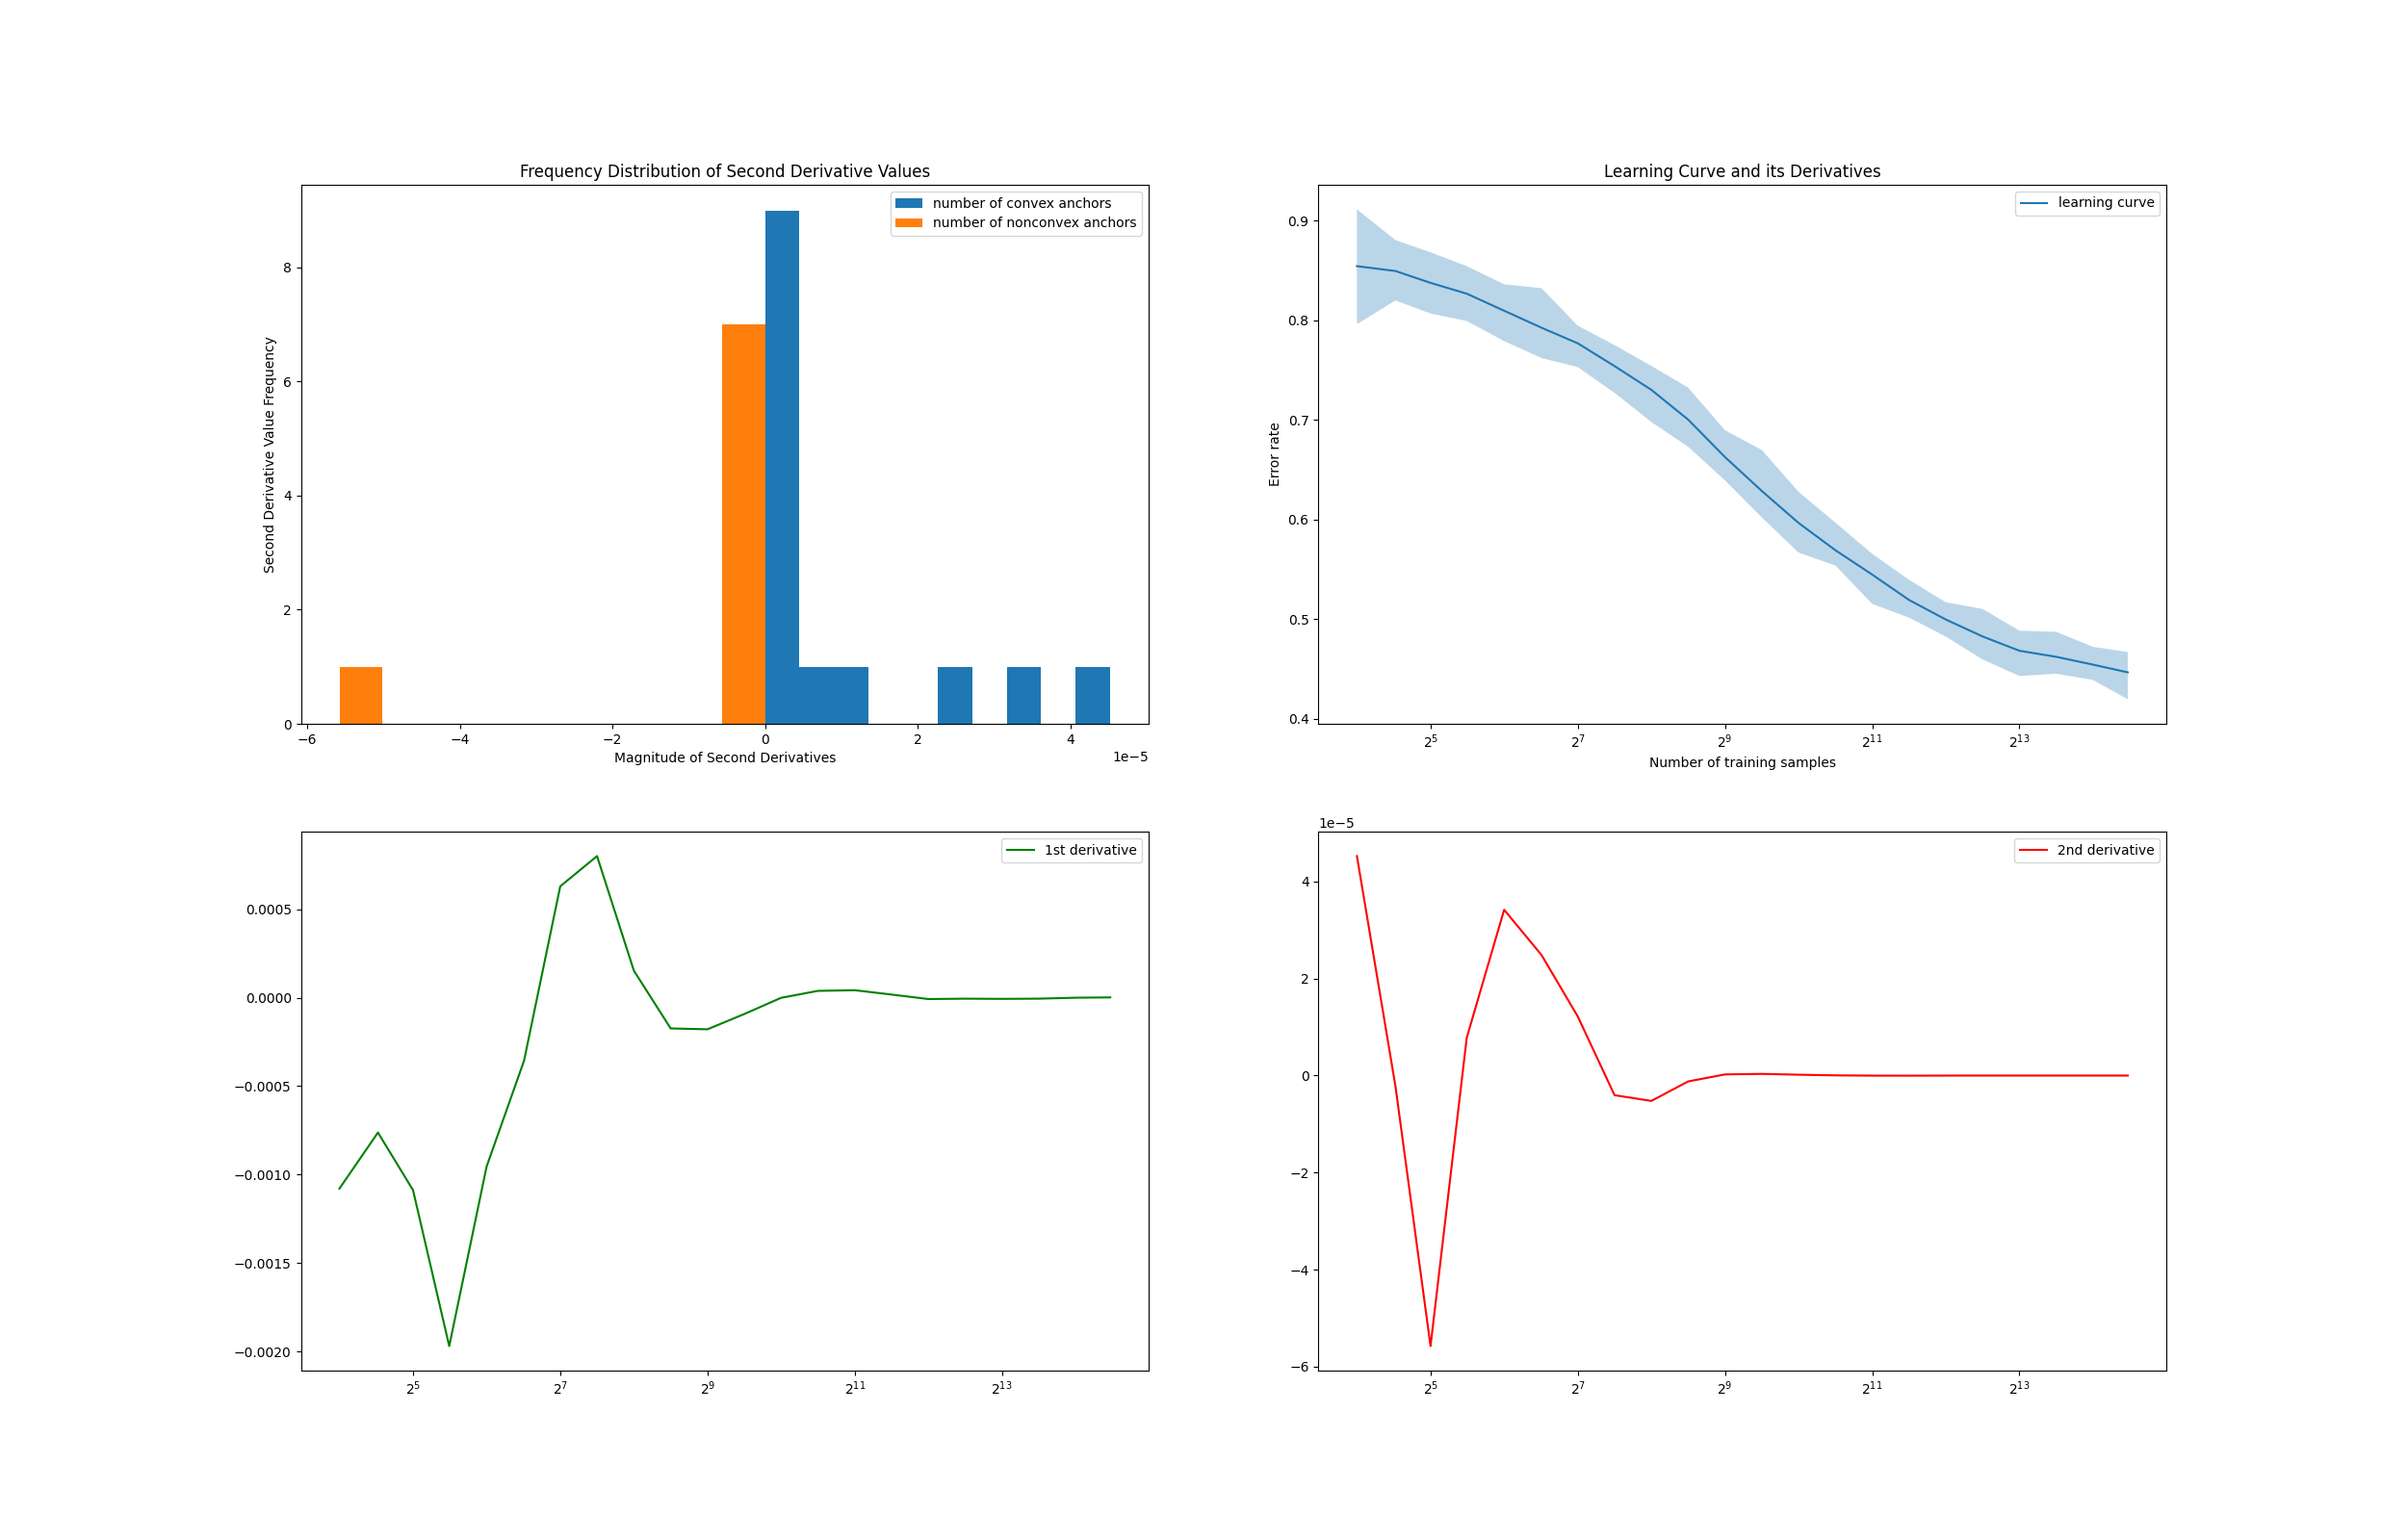 Frequency Distribution of Second Derivative Values
number of convex anchors
number of nonconvex anchors
Second Derivative Value Frequency
8
6
4
2
0
−6 −4 −2 0 2 4
1e−5
Magnitude of Second Derivatives
Learning Curve and its Derivatives
learning curve
Error rate
0.9
0.8
0.7
0.6
0.5
0.4
2^5 2^7 2^9 2^11 2^13
Number of training samples
1st derivative
0.0005
0.0000
−0.0005
−0.0010
−0.0015
−0.0020
2^5 2^7 2^9 2^11 2^13
1e−5
2nd derivative
4
2
0
−2
−4
−6
2^5 2^7 2^9 2^11 2^13